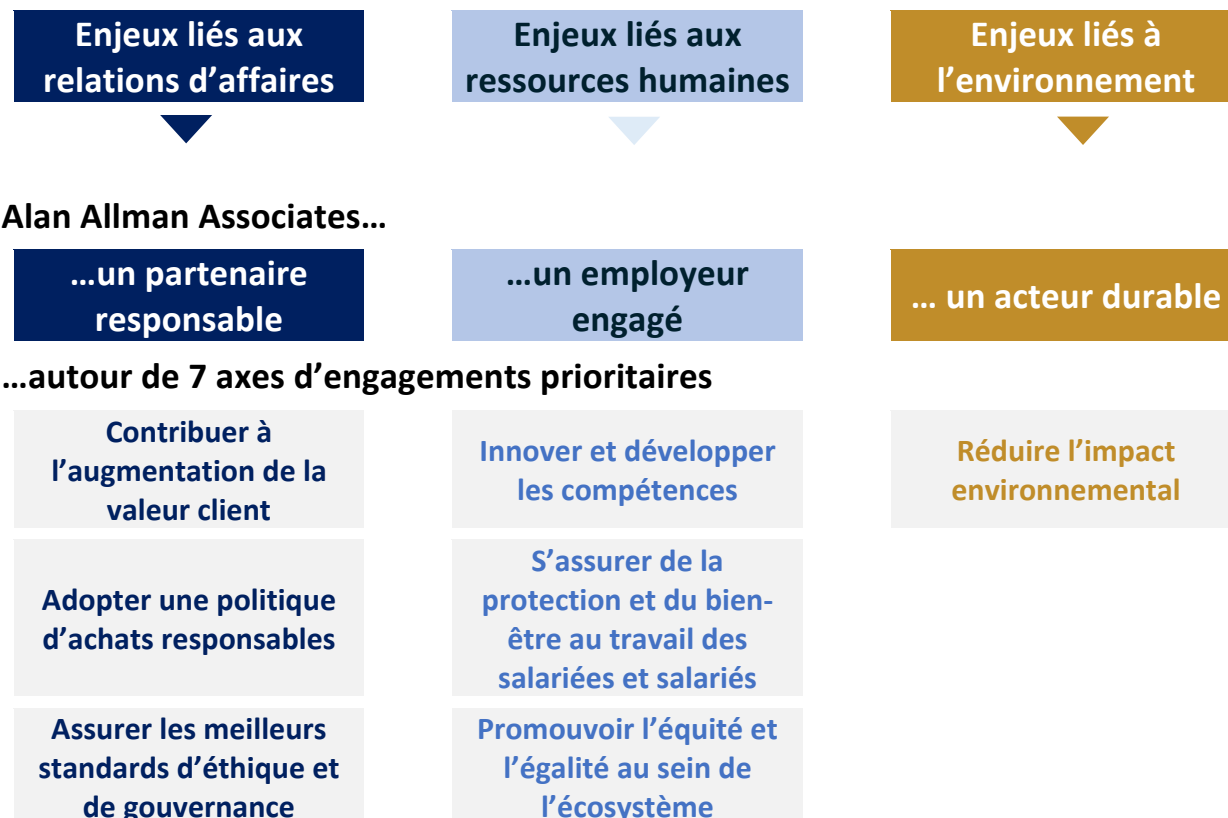 Enjeux liés aux
relations d’affaires
Enjeux liés aux
ressources humaines
Enjeux liés à
l’environnement
Alan Allman Associates…
…un partenaire
responsable
…un employeur
engagé
… un acteur durable
…autour de 7 axes d’engagements prioritaires
Contribuer à
l’augmentation de la
valeur client
Innover et développer
les compétences
Réduire l’impact
environnemental
Adopter une politique
d’achats responsables
S’assurer de la
protection et du bien-
être au travail des
salariées et salariés
Assurer les meilleurs
standards d’éthique et
de gouvernance
Promouvoir l’équité et
l’égalité au sein de
l’écosystème